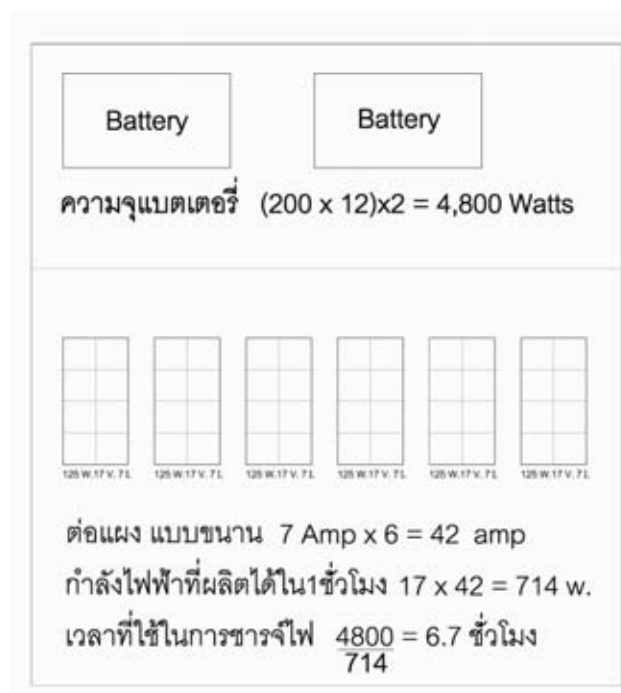 Battery Battery
ความจุแบตเตอรี่ (200 x 12)x2 = 4,800 Watts
125 W.17 V. 7 I. 125 W.17 V. 7 I. 125 W.17 V. 7 I. 125 W.17 V. 7 I. 125 W.17 V. 7 I. 125 W.17 V. 7 I.
ต่อแผง แบบขนาน 7 Amp x 6 = 42 amp
กำลังไฟฟ้าที่ผลิตได้ใน1ชั่วโมง 17 x 42 = 714 w.
เวลาที่ใช้ในการชารจ์ไฟ 4800 = 6.7 ชั่วโมง
714